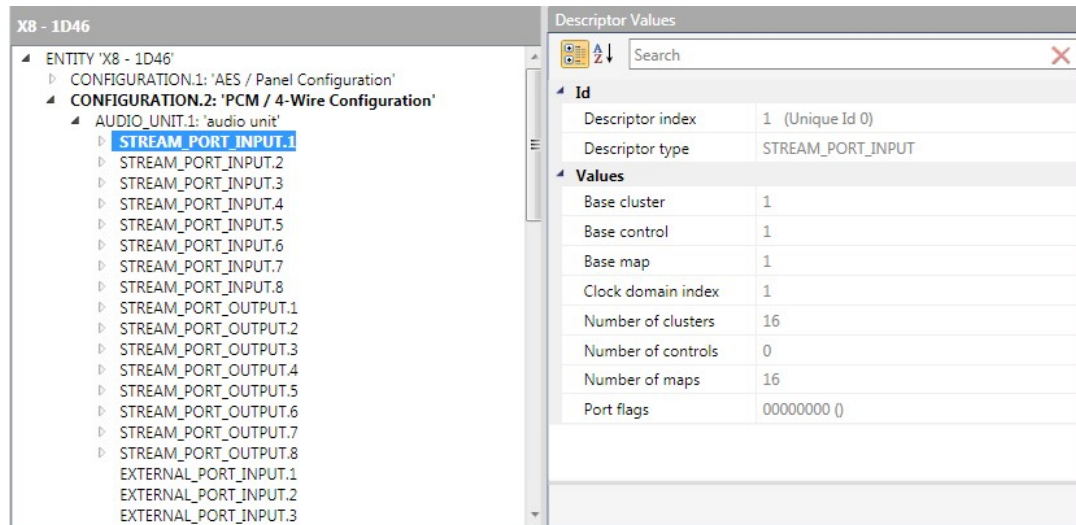 X8 - 1D46
ENTITY 'X8 - 1D46'
CONFIGURATION.1: 'AES / Panel Configuration'
CONFIGURATION.2: 'PCM / 4-Wire Configuration'
AUDIO_UNIT.1: 'audio unit'
STREAM_PORT_INPUT.1
STREAM_PORT_INPUT.2
STREAM_PORT_INPUT.3
STREAM_PORT_INPUT.4
STREAM_PORT_INPUT.5
STREAM_PORT_INPUT.6
STREAM_PORT_INPUT.7
STREAM_PORT_INPUT.8
STREAM_PORT_OUTPUT.1
STREAM_PORT_OUTPUT.2
STREAM_PORT_OUTPUT.3
STREAM_PORT_OUTPUT.4
STREAM_PORT_OUTPUT.5
STREAM_PORT_OUTPUT.6
STREAM_PORT_OUTPUT.7
STREAM_PORT_OUTPUT.8
EXTERNAL_PORT_INPUT.1
EXTERNAL_PORT_INPUT.2
EXTERNAL_PORT_INPUT.3
Descriptor Values
A Z Search
Id
Descriptor index 1 (Unique Id 0)
Descriptor type STREAM_PORT_INPUT
Values
Base cluster 1
Base control 1
Base map 1
Clock domain index 1
Number of clusters 16
Number of controls 0
Number of maps 16
Port flags 00000000 ()